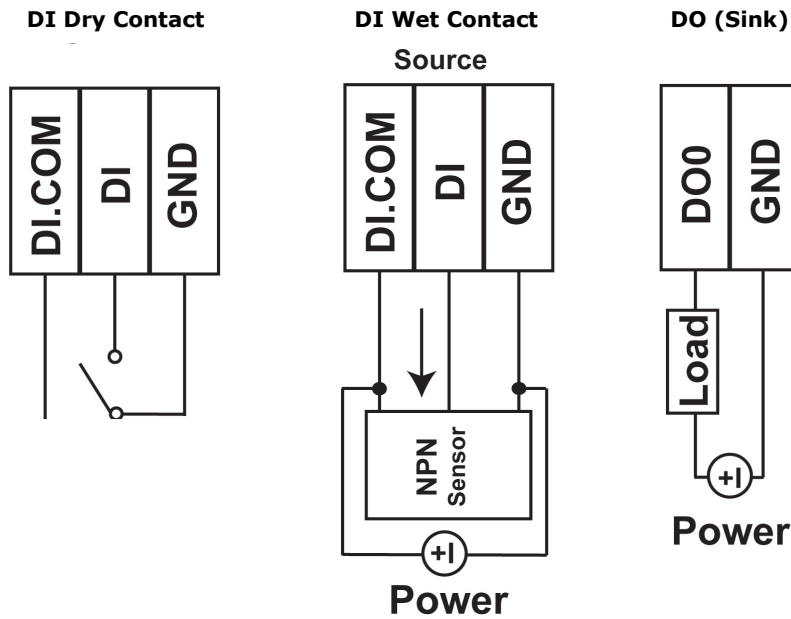 DI Dry Contact
DI.COM
DI
GND
DI Wet Contact
Source
DI.COM
DI
GND
NPN
Sensor
Power
DO (Sink)
DO0
GND
Load
Power